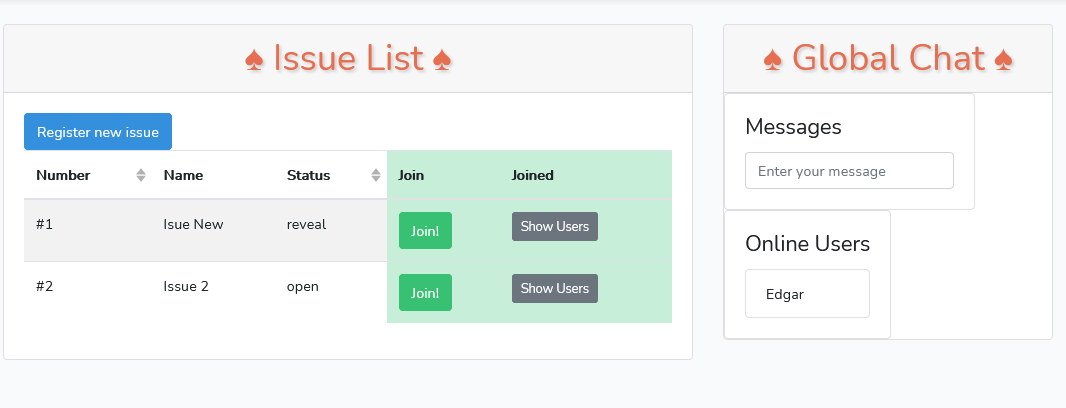 ♠ Issue List ♠
Register new issue
Number Name Status Join Joined
#1 Isue New reveal Join! Show Users
#2 Issue 2 open Join! Show Users
♠ Global Chat ♠
Messages
Enter your message
Online Users
Edgar